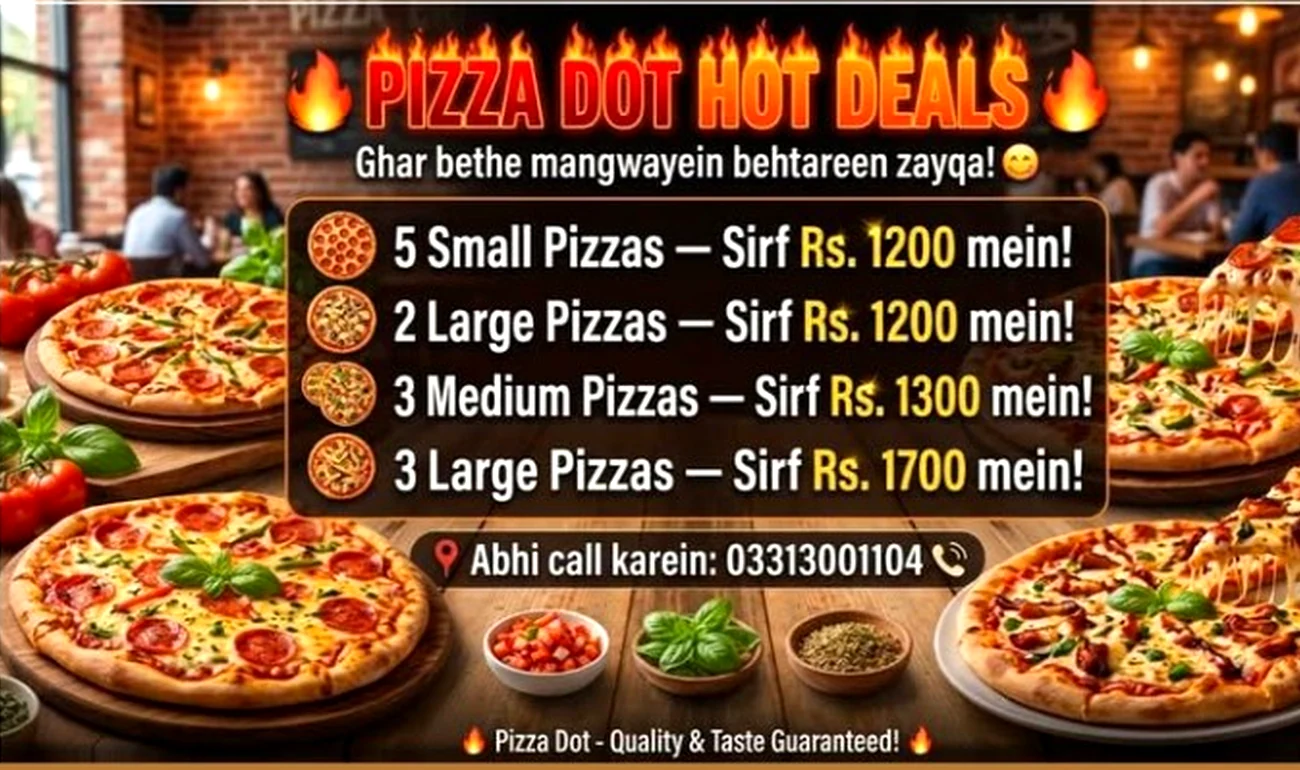 PIZZA
🔥 PIZZA DOT HOT DEALS 🔥
Ghar bethe mangwayein behtareen zayqa! 😋
5 Small Pizzas — Sirf Rs. 1200 mein!
2 Large Pizzas — Sirf Rs. 1200 mein!
3 Medium Pizzas — Sirf Rs. 1300 mein!
3 Large Pizzas — Sirf Rs. 1700 mein!
📍 Abhi call karein: 03313001104 📞
🔥 Pizza Dot - Quality & Taste Guaranteed! 🔥